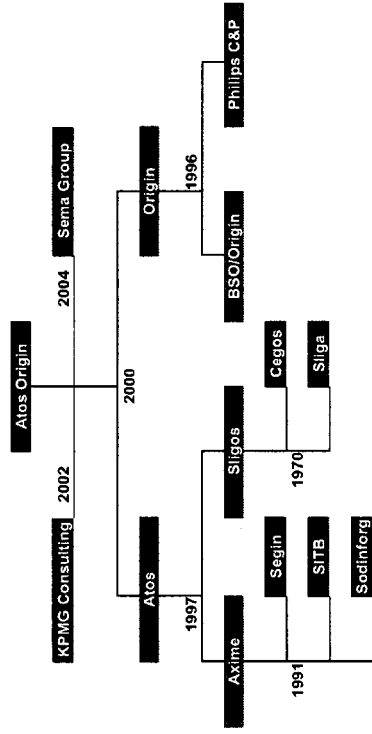 Atos Origin
KPMG Consulting
2002
2004
Sema Group
2000
Atos
Origin
1997
1996
Axime
Sligos
BSO/Origin
Philips C&P
Segin
Cegos
1991
SITB
1970
Sliga
Sodinforg